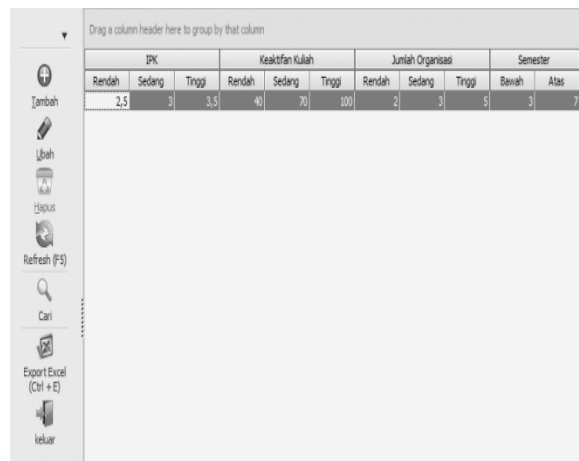 Drag a column header here to group by that column
IPK Keaktifan Kuliah Jumlah Organisasi Semester
Rendah Sedang Tinggi Rendah Sedang Tinggi Rendah Sedang Tinggi Bawah Atas
2,5 3 3,5 40 70 100 2 3 5 3 7
Tambah
Ubah
Hapus
Refresh (F5)
Cari
Export Excel
(Ctrl + E)
keluar